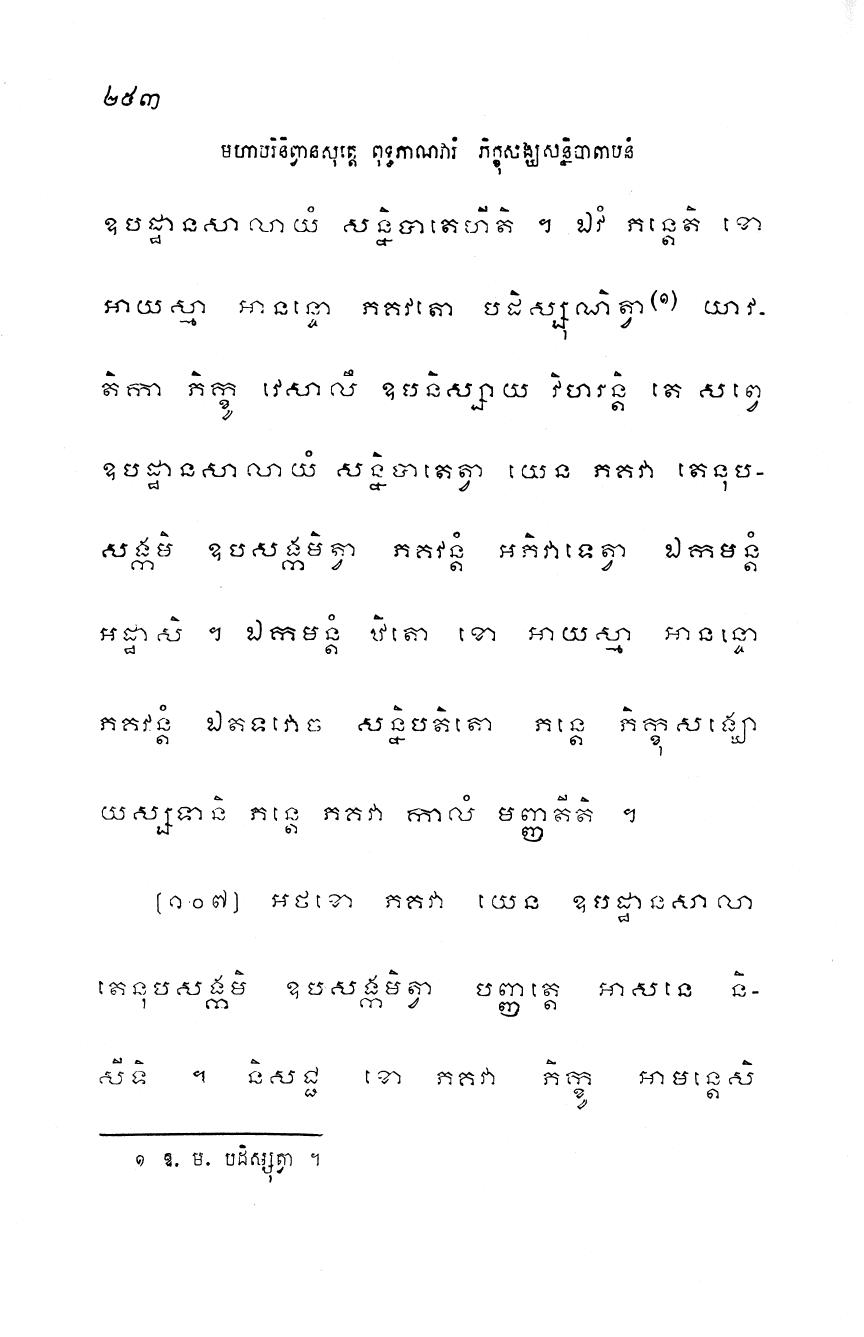 ២៥៣
មហាបរិនិព្វានសុត្តេ ពុទ្ធភាណវារំ ភិក្ខុសង្ឃសន្និបាតាបនំ
ឧបដ្ឋានសាលាយំ សន្និបាតេហីតិ ។ ឯវំ ភន្តេតិ ខោ
អាយស្មា អានន្ទោ ភគវតោ បដិស្សុណិត្វា(១) យាវ-
តិកា ភិក្ខូ វេសាលឹ ឧបនិស្សាយ វិហរន្តិ តេ សព្វេ
ឧបដ្ឋានសាលាយំ សន្និបាតេត្វា យេន ភគវា តេនុប-
សង្កមិ ឧបសង្កមិត្វា ភគវន្តំ អភិវាទេត្វា ឯកមន្តំ
អដ្ឋាសិ ។ ឯកមន្តំ ឋិតោ ខោ អាយស្មា អានន្ទោ
ភគវន្តំ ឯតទវោច សន្និបតិតោ ភន្តេ ភិក្ខុសង្ឃោ
យស្សទានិ ភន្តេ ភគវា កាលំ មញ្ញតីតិ ។
[១០៧] អថខោ ភគវា យេន ឧបដ្ឋានសាលា
តេនុបសង្កមិ ឧបសង្កមិត្វា បញ្ញត្តេ អាសនេ និ-
សីទិ ។ និសជ្ជ ខោ ភគវា ភិក្ខូ អាមន្តេសិ
១ ឱ. ម. បដិស្សុត្វា ។